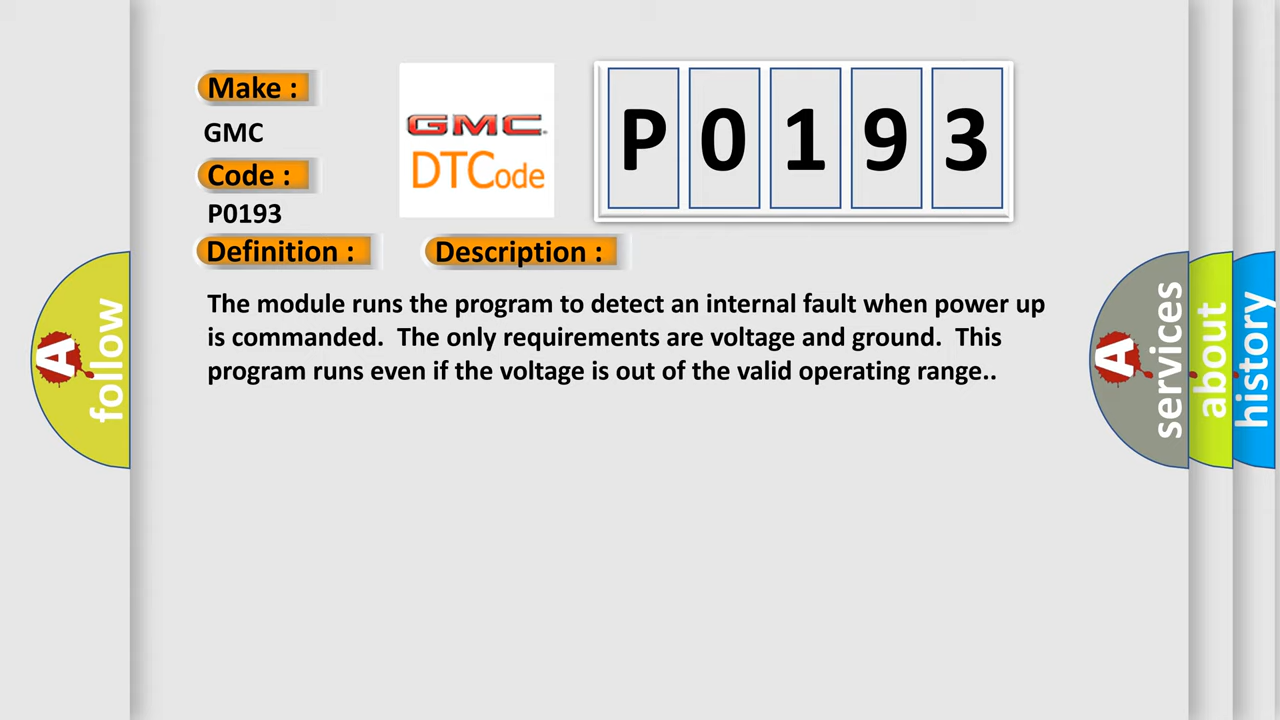 Make :
GMC
Code :
P0193
Definition :
Description :
GMC
DTCode
P0193
The module runs the program to detect an internal fault when power up
is commanded. The only requirements are voltage and ground. This
program runs even if the voltage is out of the valid operating range..
A
follow
A
services
about
history